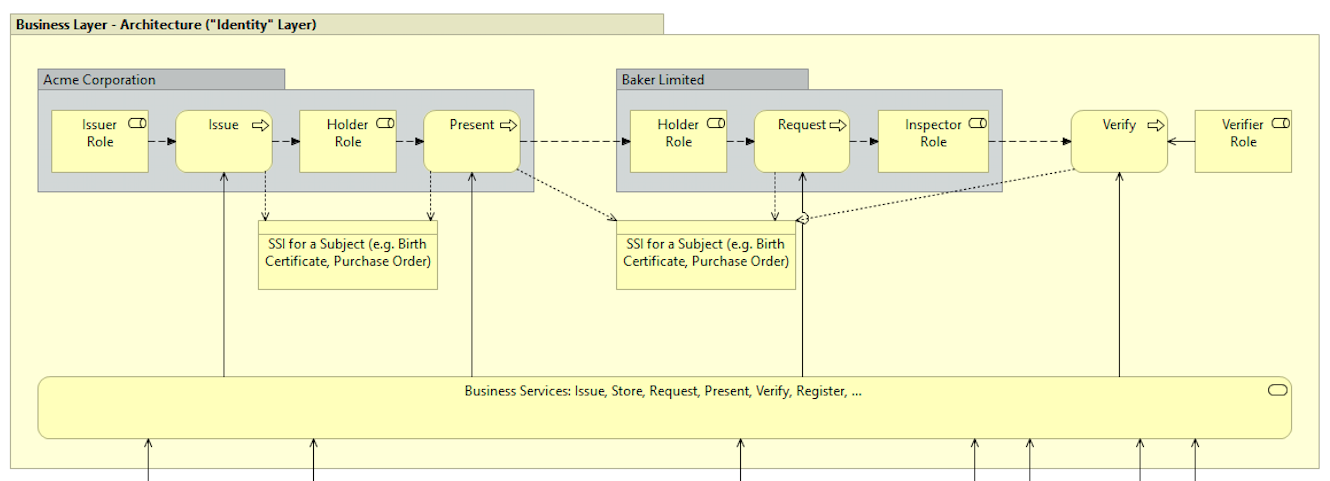 Business Layer - Architecture ("Identity" Layer)
Acme Corporation
Baker Limited
Issuer
Role
Issue
Holder
Role
Present
Holder
Role
Request
Inspector
Role
Verify
Verifier
Role
SSI for a Subject (e.g. Birth
Certificate, Purchase Order)
SSI for a Subject (e.g. Birth
Certificate, Purchase Order)
Business Services: Issue, Store, Request, Present, Verify, Register, ...